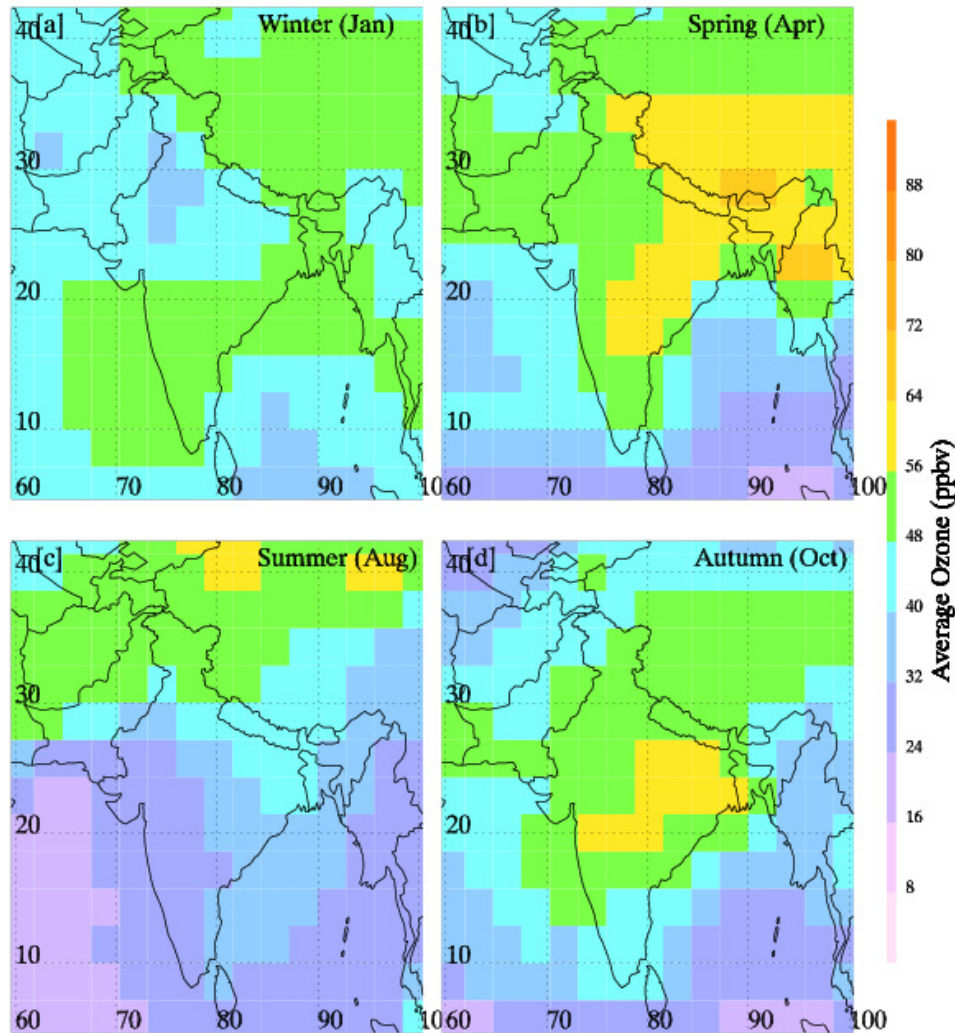 40 [a] Winter (Jan)
30
20
10
60 70 80 90 10
40 [b] Spring (Apr)
30
20
10
60 70 80 90 100
40 [c] Summer (Aug)
30
20
10
60 70 80 90
40 [d] Autumn (Oct)
30
20
10
60 70 80 90 100
88
80
72
64
56
48
40
32
24
16
8
Average Ozone (ppbv)